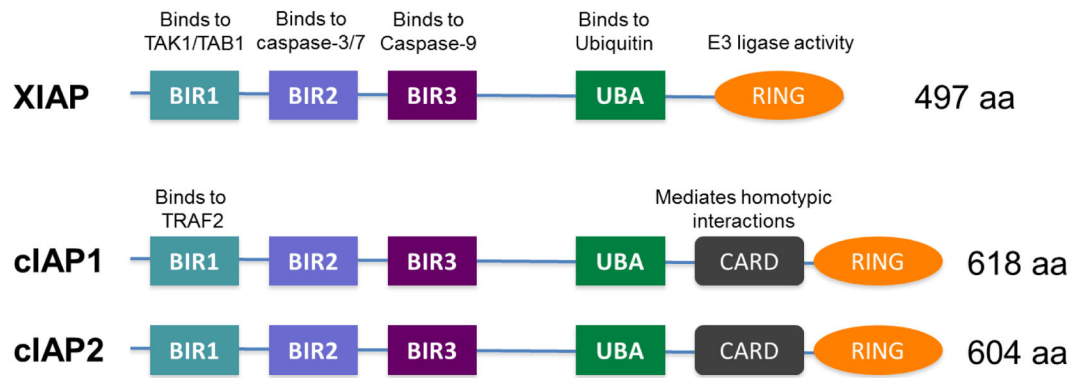 Binds to
TAK1/TAB1
Binds to
caspase-3/7
Binds to
Caspase-9
Binds to
Ubiquitin
E3 ligase activity
XIAP BIR1 BIR2 BIR3 UBA RING 497 aa
Binds to
TRAF2
Mediates homotypic
interactions
cIAP1 BIR1 BIR2 BIR3 UBA CARD RING 618 aa
cIAP2 BIR1 BIR2 BIR3 UBA CARD RING 604 aa